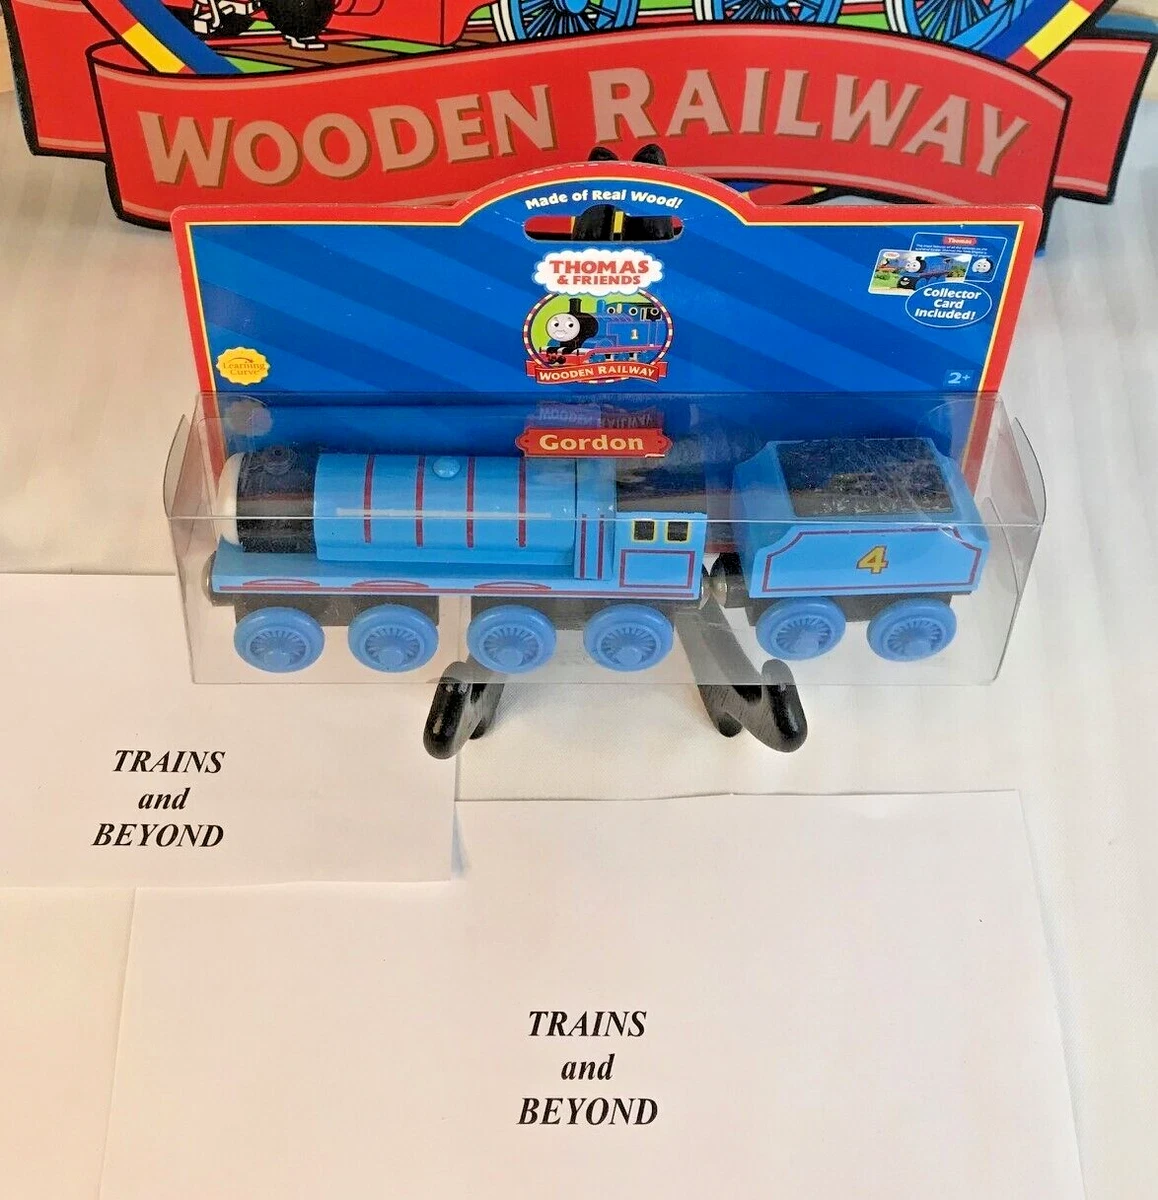 WOODEN RAILWAY
Made of Real Wood!
THOMAS
& FRIENDS
1
WOODEN RAILWAY
Thomas
Collector
Card
Included!
Learning
Curve
2+
Gordon
4
TRAINS
and
BEYOND
TRAINS
and
BEYOND